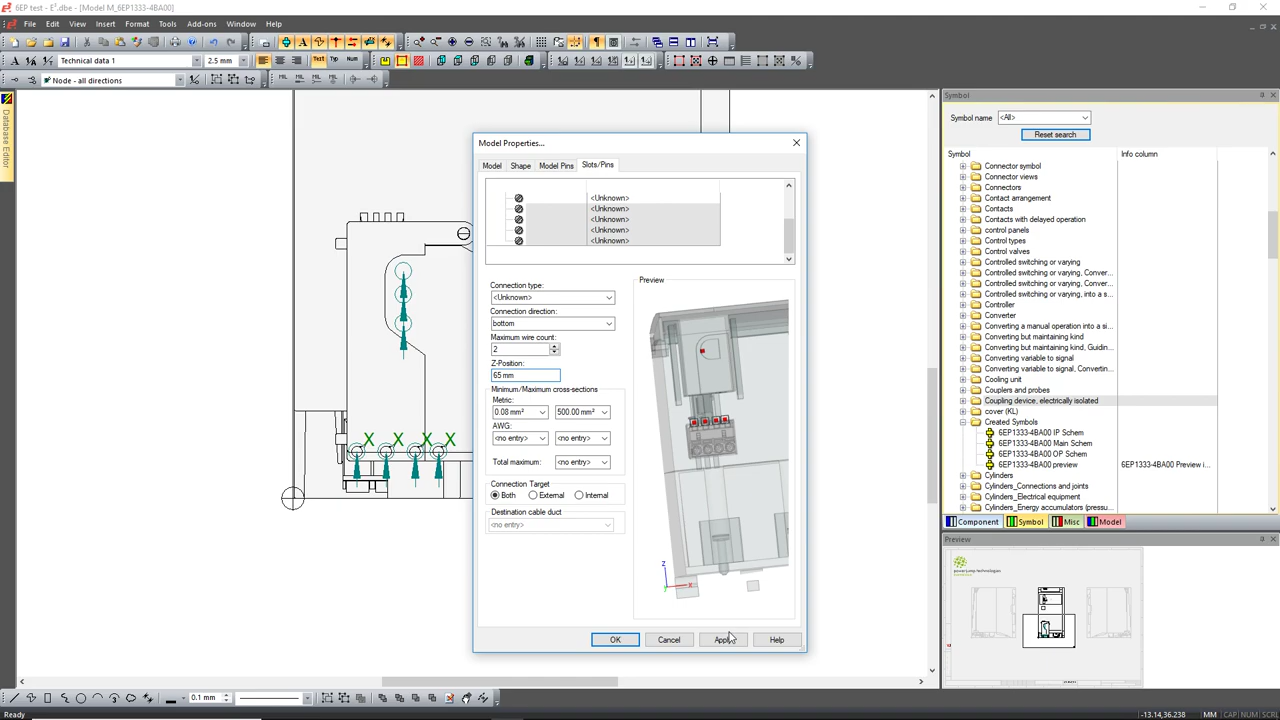 6EP test - E³.dbe - [Model M_6EP1333-4BA00]
File Edit View Insert Format Tools Add-ons Window Help
Technical data 1 2.5 mm
Text Typ Num
Node - all directions
MIL MIL MIL MIL
Database Editor
Model Properties...
Model Shape Model Pins Slots/Pins
<Unknown>
<Unknown>
<Unknown>
<Unknown>
<Unknown>
Connection type:
<Unknown>
Connection direction:
bottom
Maximum wire count:
2
Z-Position:
65 mm
Minimum/Maximum cross-sections
Metric:
0.08 mm² 500.00 mm²
AWG:
<no entry> <no entry>
Total maximum: <no entry>
Connection Target
Both External Internal
Destination cable duct
<no entry>
Preview
z
x
OK Cancel Apply Help
X X X X
Symbol
Symbol name <All>
Reset search
Symbol Info column
Connector symbol
Connector views
Connectors
Contact arrangement
Contacts
Contacts with delayed operation
control panels
Control types
Control valves
Controlled switching or varying
Controlled switching or varying, Conver...
Controlled switching or varying, into a s...
Controller
Converter
Converting a manual operation into a si...
Converting but maintaining kind
Converting but maintaining kind, Guidin...
Converting variable to signal
Converting variable to signal, Convertin...
Cooling unit
Couplers and probes
Coupling device, electrically isolated
cover (KL)
Created Symbols
6EP1333-4BA00 IP Schem
6EP1333-4BA00 Main Schem
6EP1333-4BA00 OP Schem
6EP1333-4BA00 preview 6EP1333-4BA00 Preview i...
Cylinders
Cylinders_Connections and joints
Cylinders_Electrical equipment
Cylinders_Energy accumulators (pressu...
Component Symbol Misc Model
Preview
powerjump technologies
0.1 mm
Ready
-13.14,36.238 MM CAP NUM SCRL